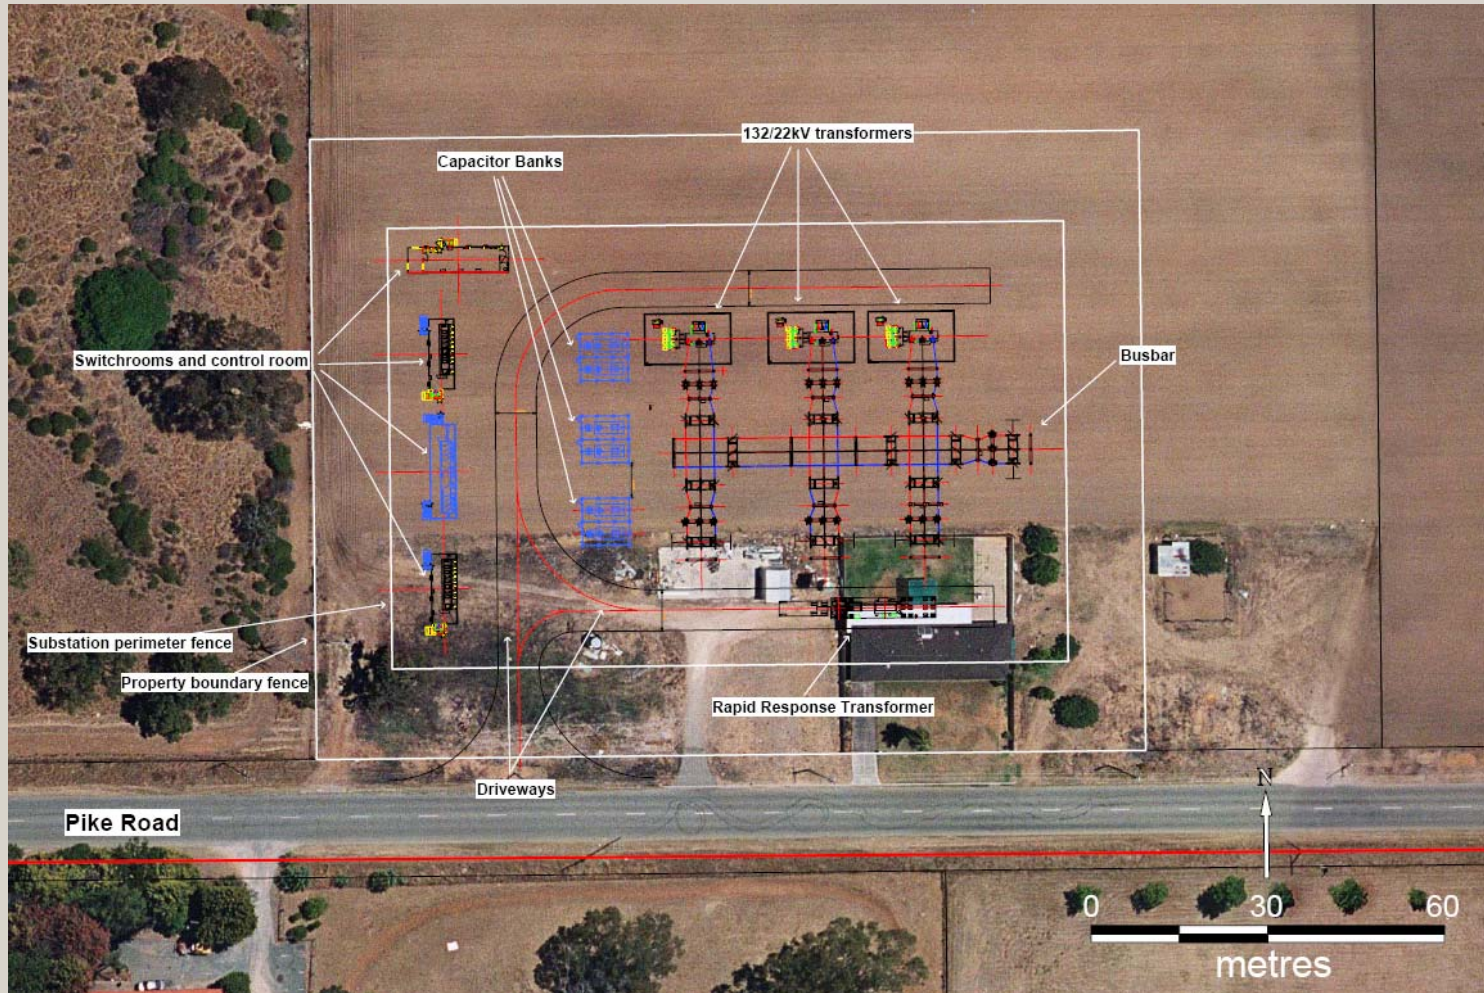 132/22kV transformers
Capacitor Banks
Switchrooms and control room
Busbar
Substation perimeter fence
Property boundary fence
Rapid Response Transformer
Driveways
Pike Road
N
0 30 60
metres